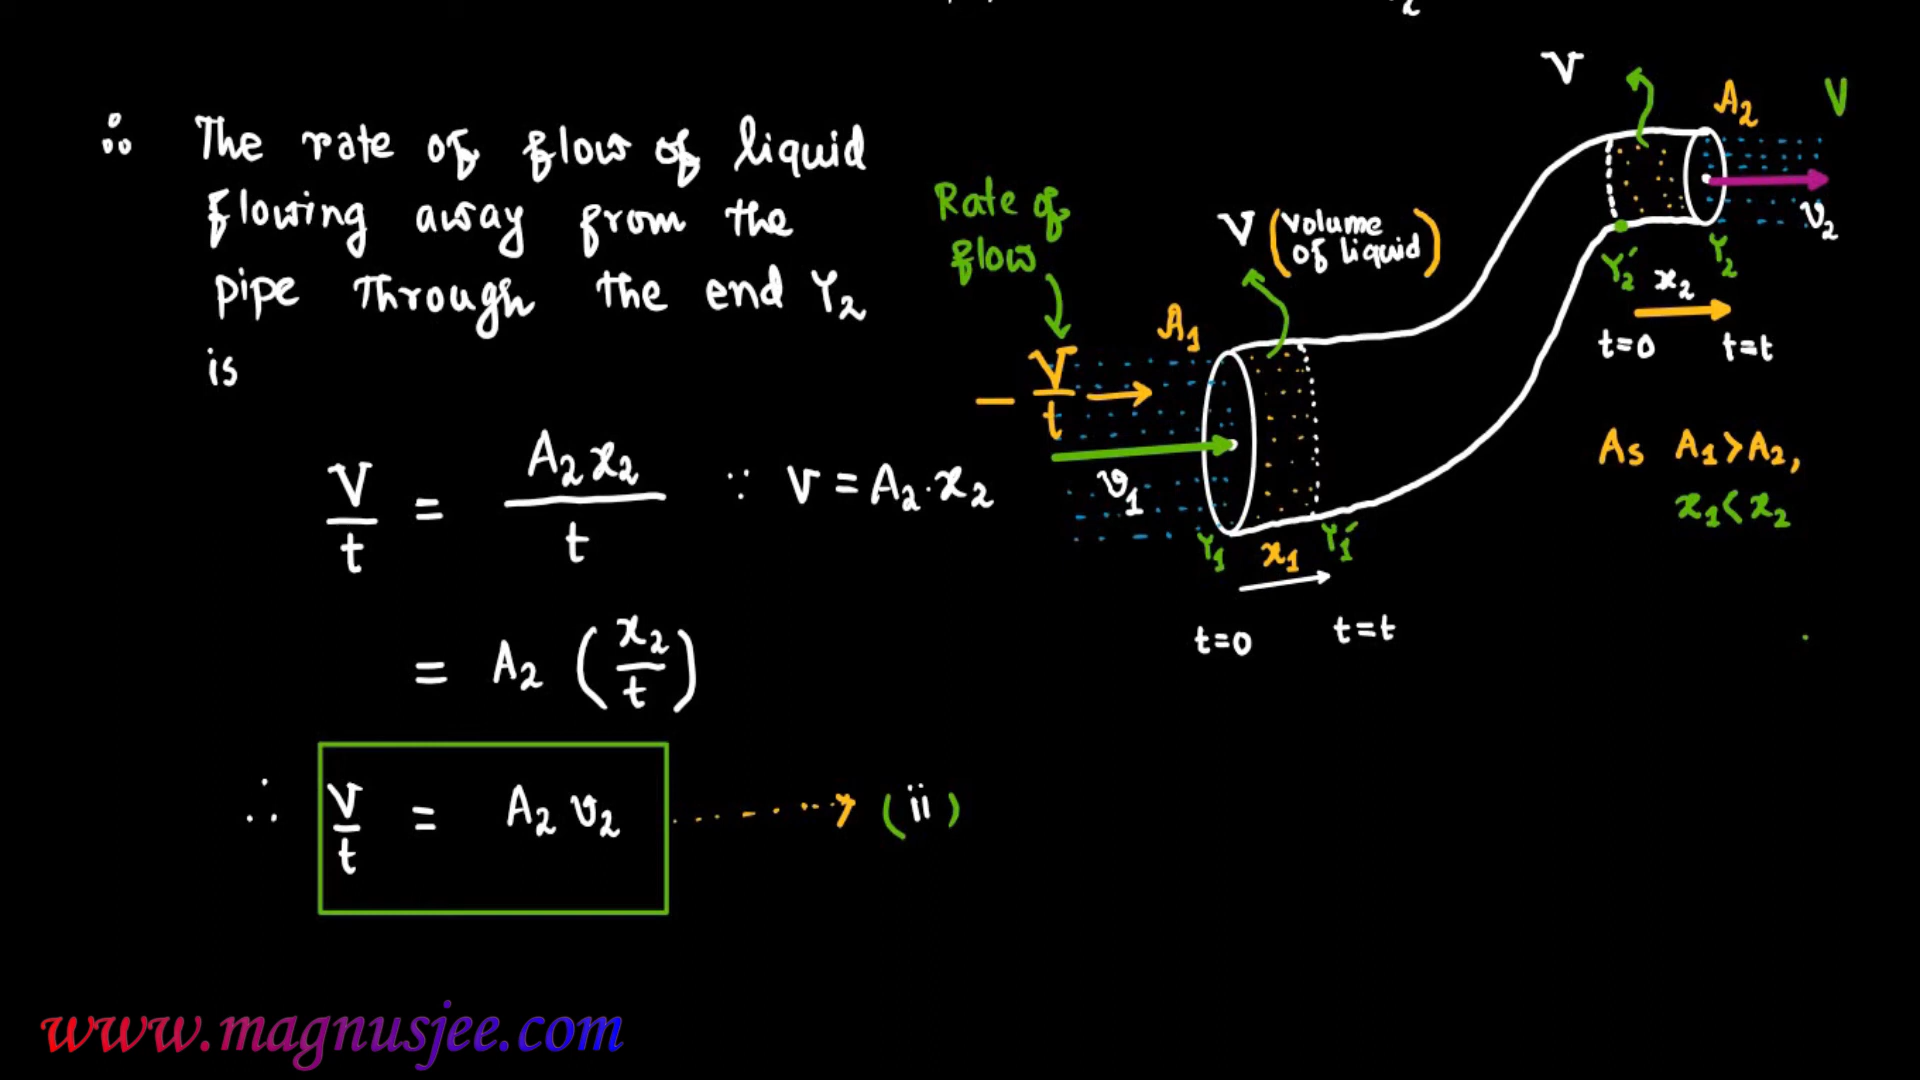 ∴ The rate of flow of liquid
flowing away from the
pipe through the end Y₂
is
V/t = A₂x₂/t ∵ V = A₂.x₂
= A₂ (x₂/t)
∴ V/t = A₂ v₂ → (ii)
Rate of
flow
V/t
V (volume
of liquid)
A₁
v₁
Y₁ x₁ Y₁′
t=0 t=t
V
A₂ V
v₂
Y₂′ Y₂
x₂
t=0 t=t
As A₁>A₂,
x₁<x₂
www.magnusjee.com